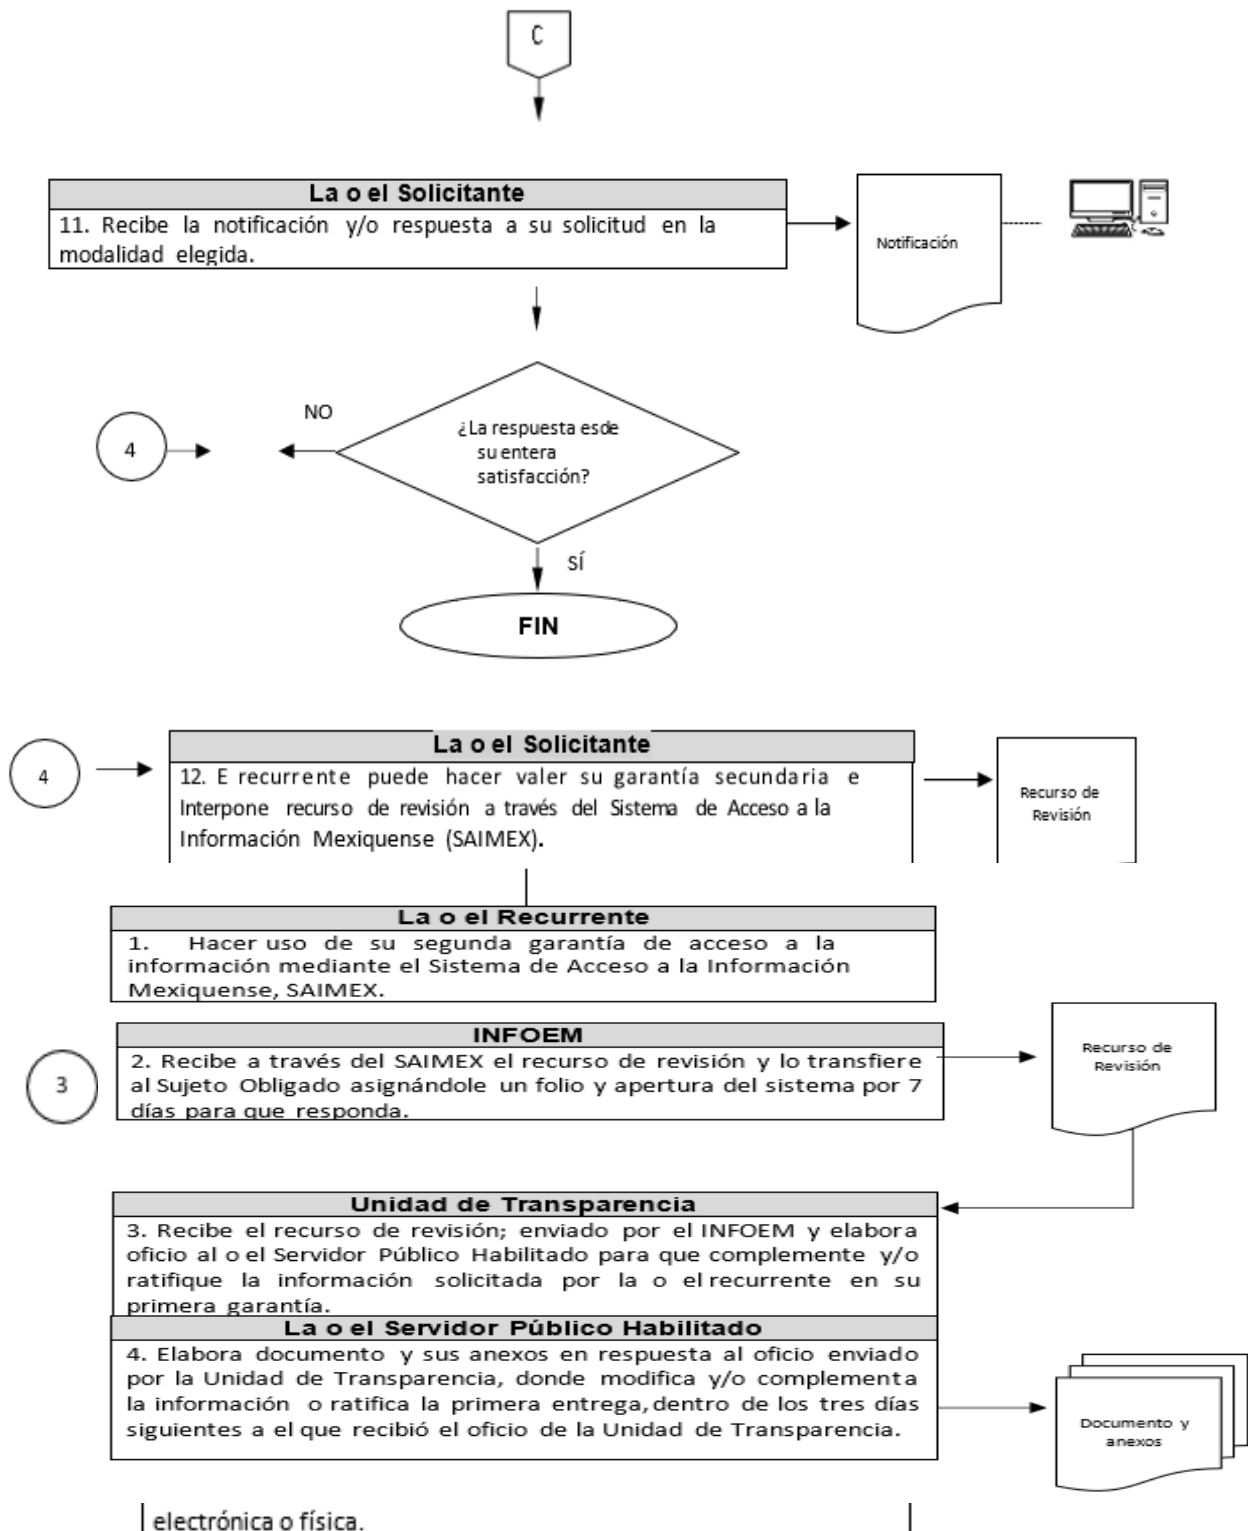 C
La o el Solicitante
11. Recibe la notificación y/o respuesta a su solicitud en la
modalidad elegida.
Notificación
NO
4
¿La respuesta esde
su entera
satisfacción?
SÍ
FIN
La o el Solicitante
4
12. E recurrente puede hacer valer su garantía secundaria e
Interpone recurso de revisión a través del Sistema de Acceso a la
Información Mexiquense (SAIMEX).
Recurso de
Revisión
La o el Recurrente
1. Hacer uso de su segunda garantía de acceso a la
información mediante el Sistema de Acceso a la Información
Mexiquense, SAIMEX.
INFOEM
3
2. Recibe a través del SAIMEX el recurso de revisión y lo transfiere
al Sujeto Obligado asignándole un folio y apertura del sistema por 7
días para que responda.
Recurso de
Revisión
Unidad de Transparencia
3. Recibe el recurso de revisión; enviado por el INFOEM y elabora
oficio al o el Servidor Público Habilitado para que complemente y/o
ratifique la información solicitada por la o el recurrente en su
primera garantía.
La o el Servidor Público Habilitado
4. Elabora documento y sus anexos en respuesta al oficio enviado
por la Unidad de Transparencia, donde modifica y/o complementa
la información o ratifica la primera entrega, dentro de los tres días
siguientes a el que recibió el oficio de la Unidad de Transparencia.
Documento y
anexos
electrónica o física.